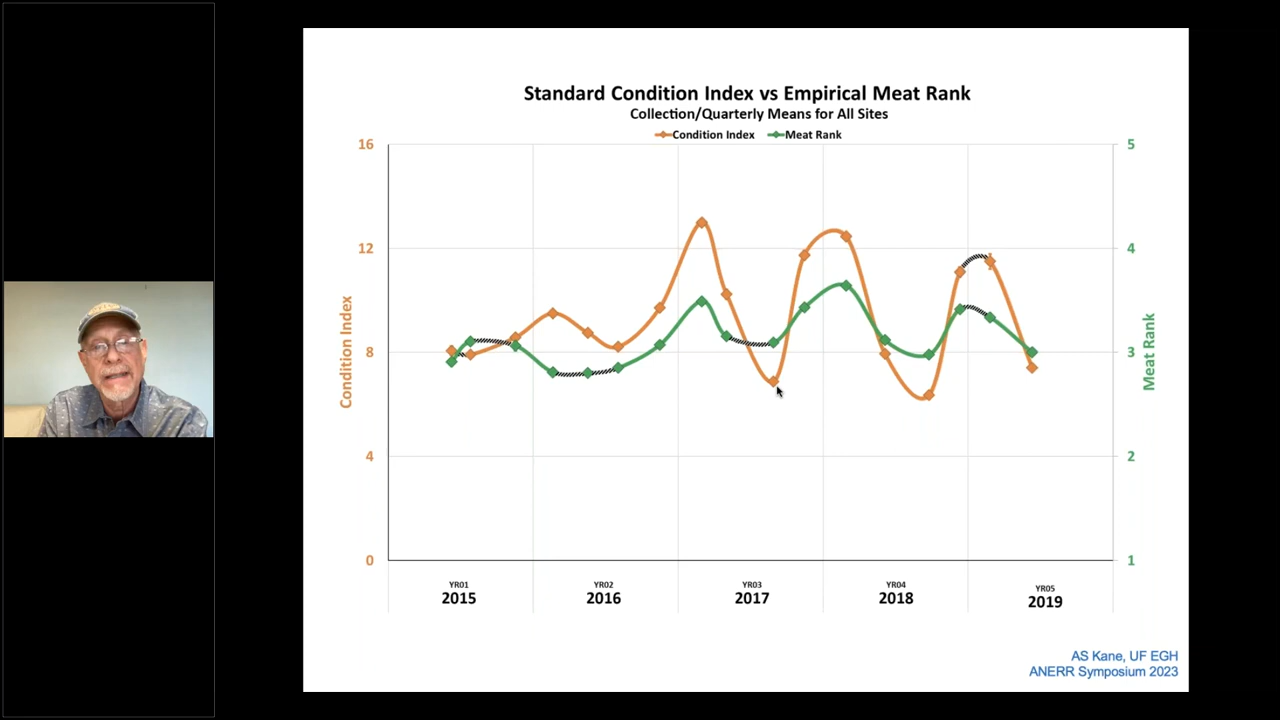 Standard Condition Index vs Empirical Meat Rank
Collection/Quarterly Means for All Sites
Condition Index Meat Rank
16 5
12 4
8 3
4 2
0 1
Condition Index
Meat Rank
YR01 YR02 YR03 YR04 YR05
2015 2016 2017 2018 2019
AS Kane, UF EGH
ANERR Symposium 2023